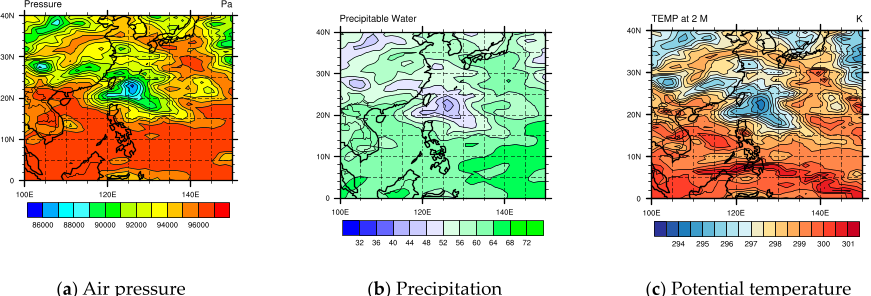 Pressure Pa
40N
30N
20N
10N
0
100E 120E 140E
86000 88000 90000 92000 94000 96000
(a) Air pressure
Precipitable Water
40N
30N
20N
10N
0
100E 120E 140E
32 36 40 44 48 52 56 60 64 68 72
(b) Precipitation
TEMP at 2 M K
40N
30N
20N
10N
0
100E 120E 140E
294 295 296 297 298 299 300 301
(c) Potential temperature